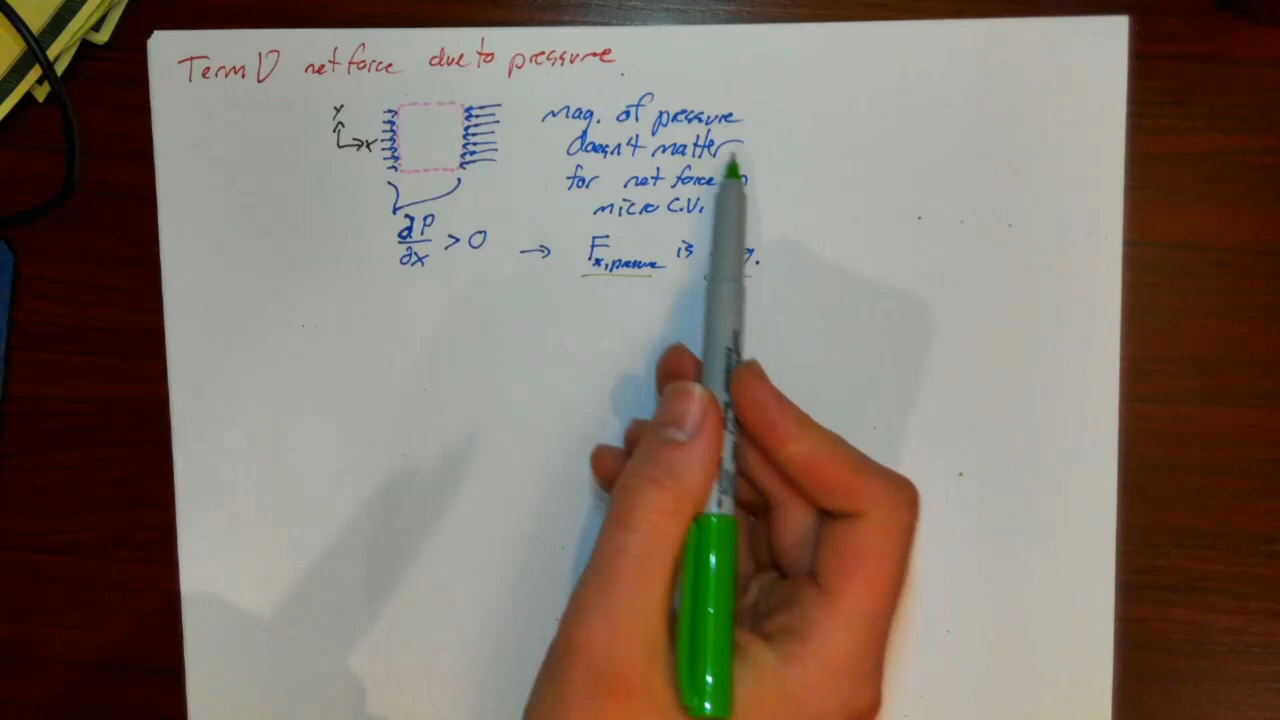 Term D net force due to pressure.
Y
X
mag. of pressure
doesn't matter
for net force
micro C.V.
∂P/∂x > 0 → F x, pressure is